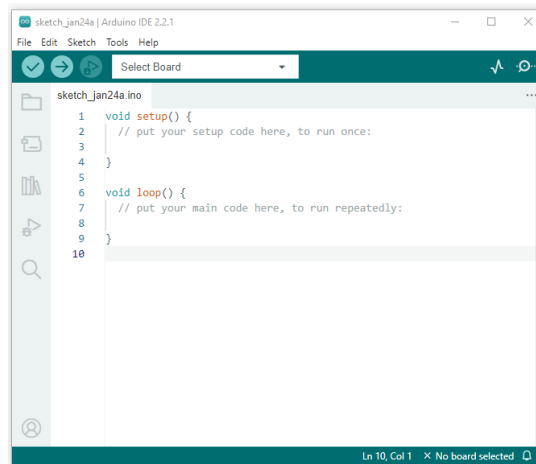 sketch_jan24a | Arduino IDE 2.2.1
File Edit Sketch Tools Help
Select Board
sketch_jan24a.ino
1 void setup() {
2 // put your setup code here, to run once:
3
4 }
5
6 void loop() {
7 // put your main code here, to run repeatedly:
8
9 }
10
Ln 10, Col 1 × No board selected